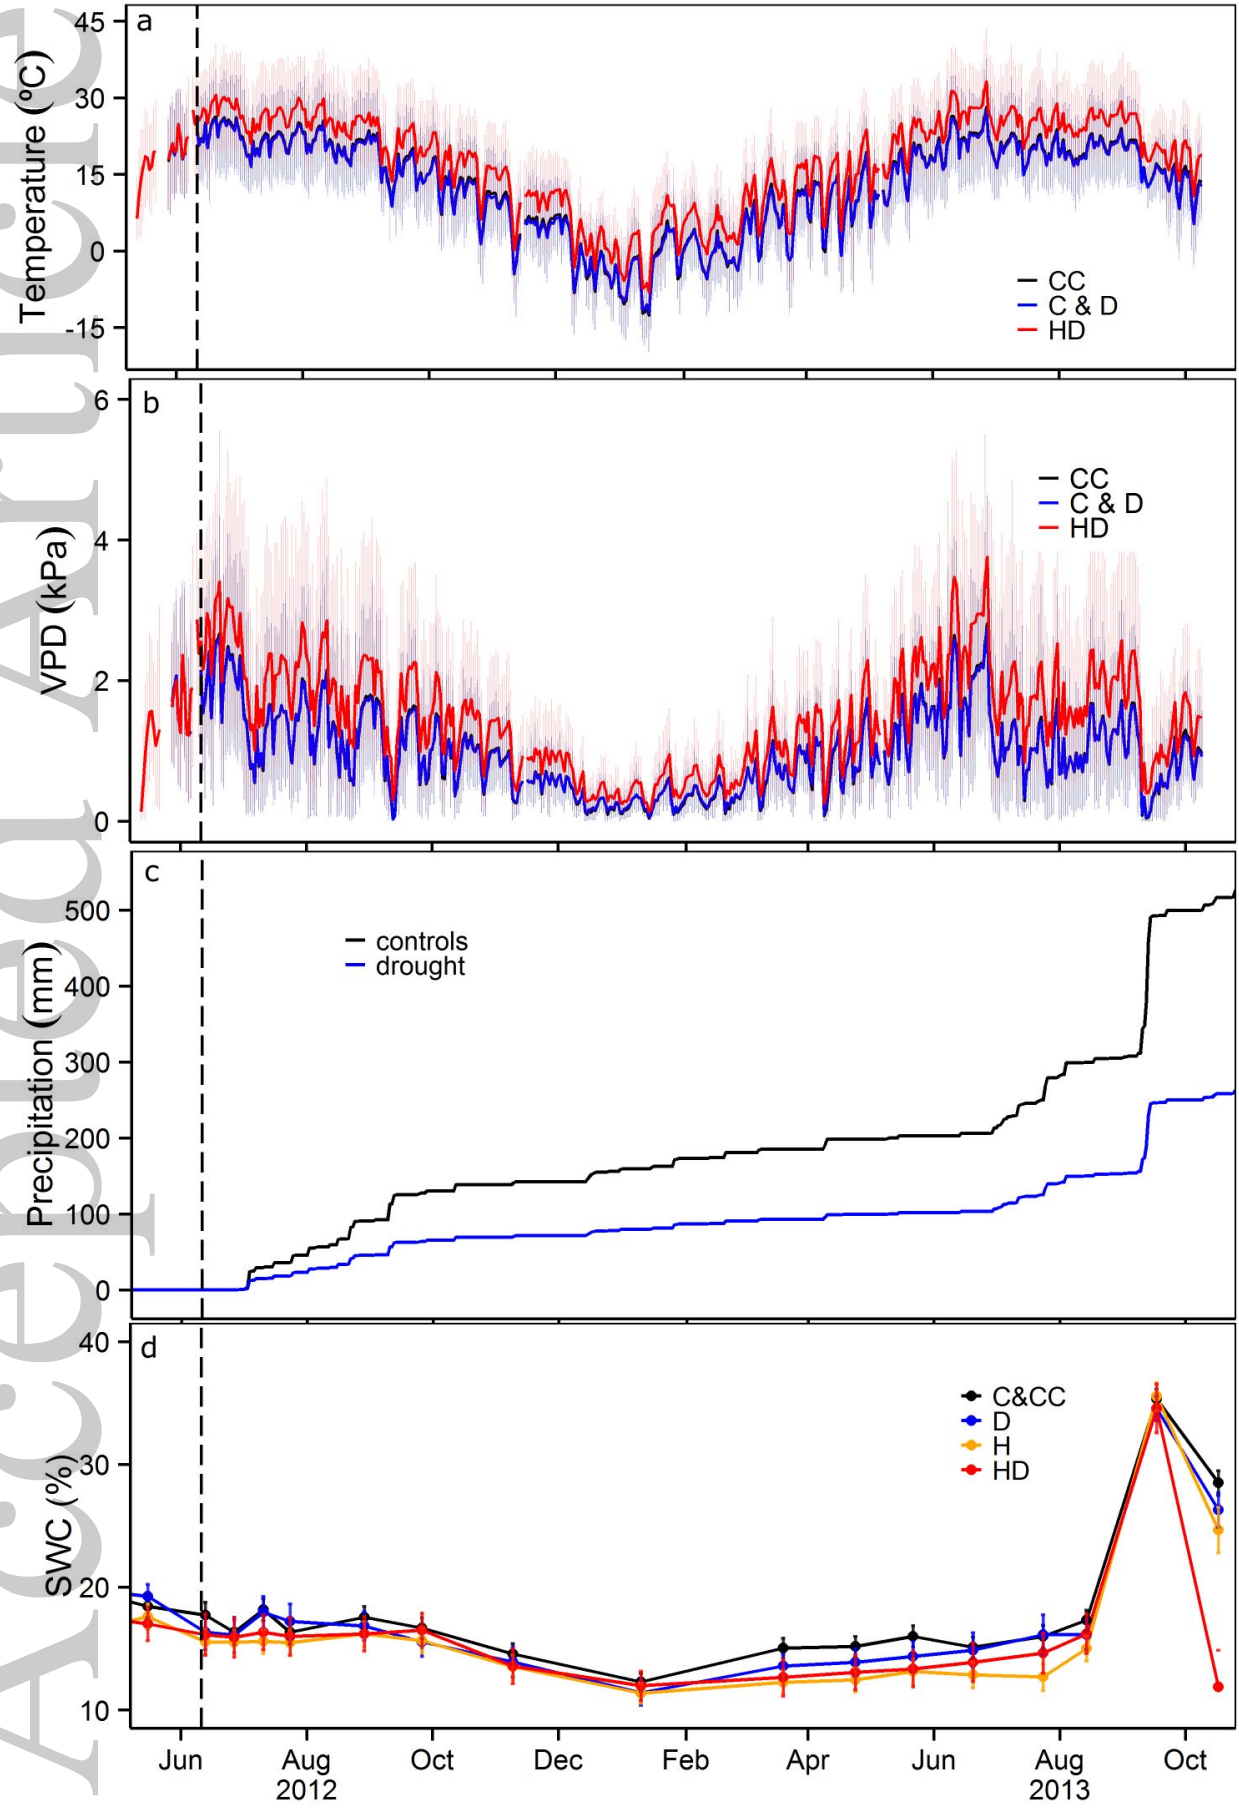 Accepted Article
a
Temperature (ºC)
45
30
15
0
-15
CC
C & D
HD
b
VPD (kPa)
6
4
2
0
CC
C & D
HD
c
Precipitation (mm)
500
400
300
200
100
0
controls
drought
d
SWC (%)
40
30
20
10
C&CC
D
H
HD
Jun Aug Oct Dec Feb Apr Jun Aug Oct
2012 2013